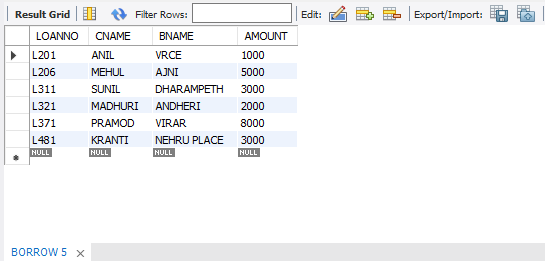 Result Grid Filter Rows: Edit: Export/Import:
LOANNO CNAME BNAME AMOUNT
L201 ANIL VRCE 1000
L206 MEHUL AJNI 5000
L311 SUNIL DHARAMPETH 3000
L321 MADHURI ANDHERI 2000
L371 PRAMOD VIRAR 8000
L481 KRANTI NEHRU PLACE 3000
NULL NULL NULL NULL
BORROW 5